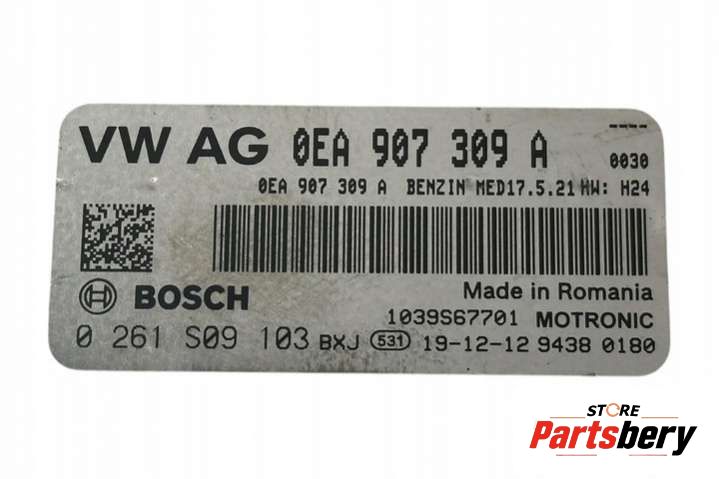 VW AG 0EA 907 309 A 0030
0EA 907 309 A BENZIN MED17.5.21 HW: H24
BOSCH Made in Romania
1039S67701 MOTRONIC
0 261 S09 103 BXJ 531 19-12-12 9438 0180
STORE
Partsbery